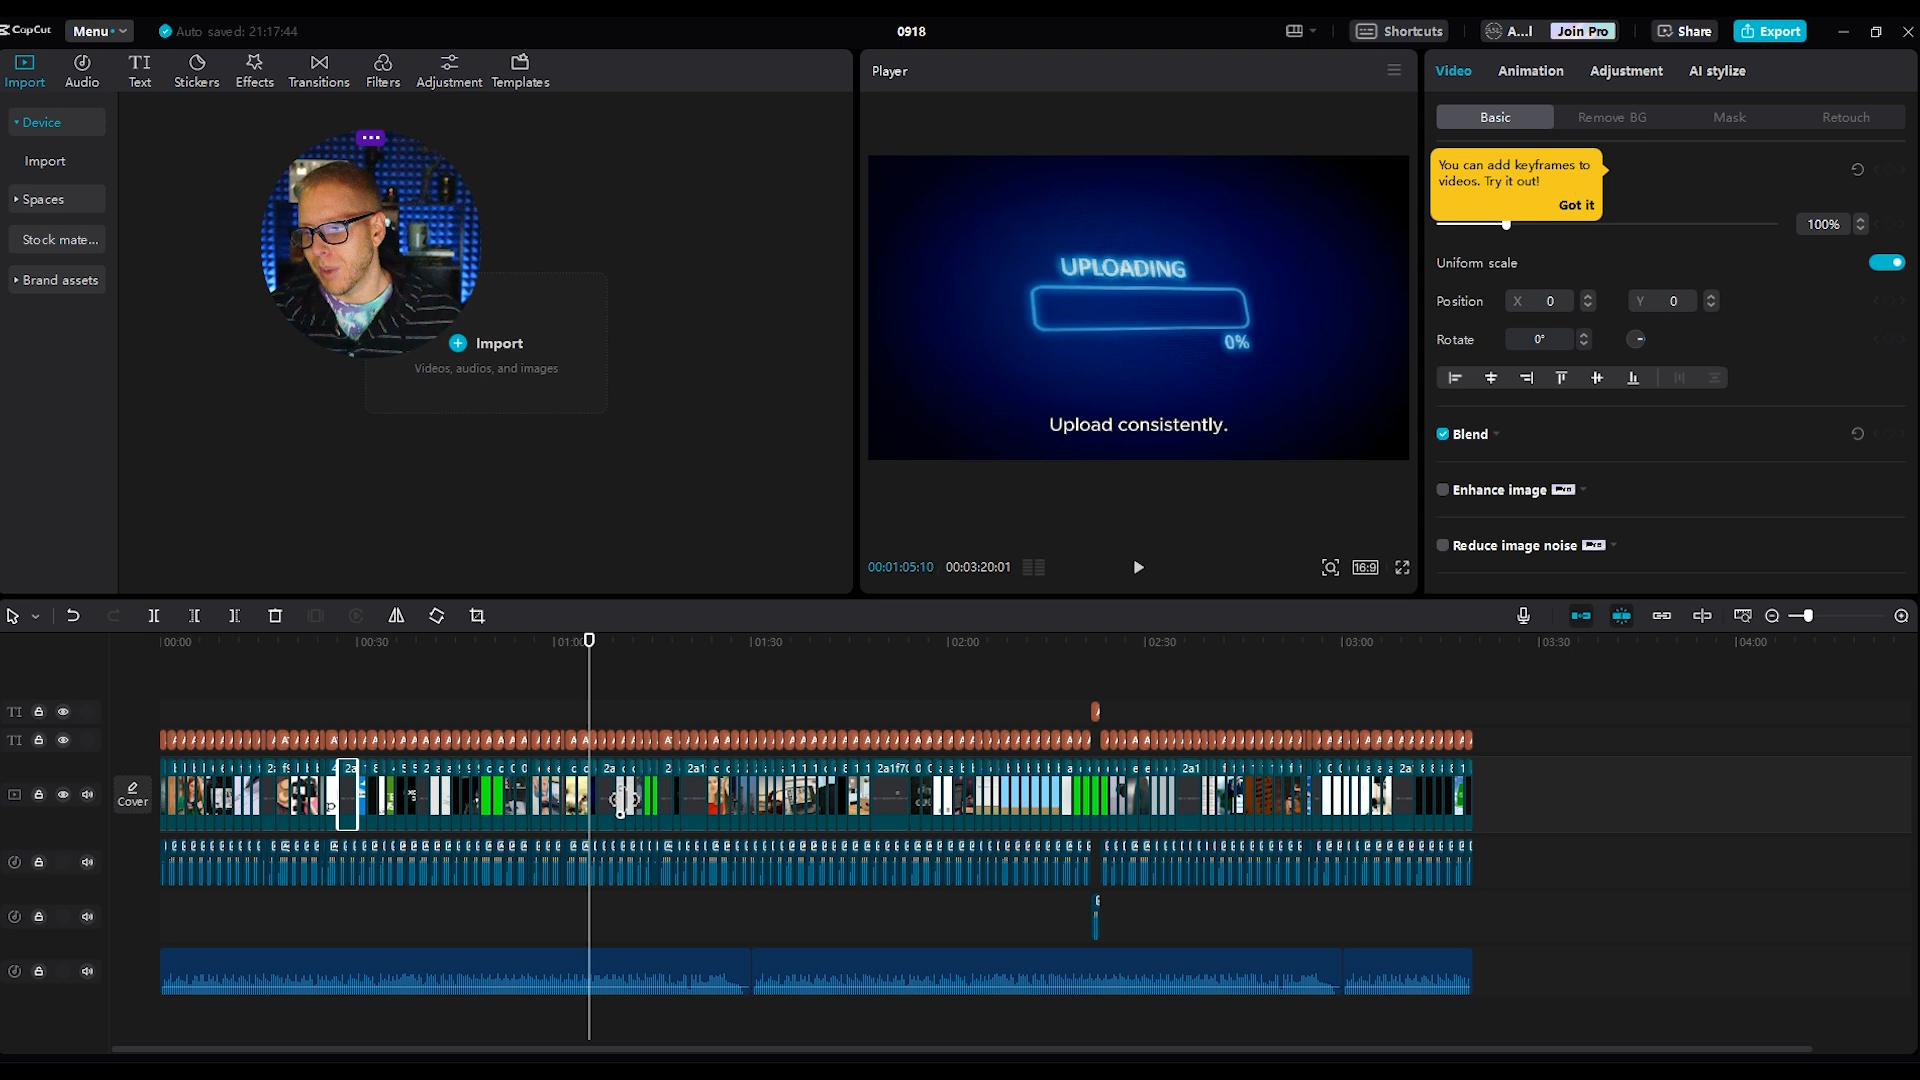 CapCut
Menu
Auto saved: 21:17:44
0918
Shortcuts
A...l
Join Pro
Share
Export
Import
Audio
Text
Stickers
Effects
Transitions
Filters
Adjustment
Templates
Player
Video
Animation
Adjustment
AI stylize
Device
Import
Spaces
Stock mate...
Brand assets
Import
Videos, audios, and images
UPLOADING
0%
Upload consistently.
Basic
Remove BG
Mask
Retouch
You can add keyframes to
videos. Try it out!
Got it
100%
Uniform scale
Position
X 0
Y 0
Rotate
0°
Blend
Enhance image Pro
Reduce image noise Pro
00:01:05:10
00:03:20:01
16:9
00:00
00:30
01:00
01:30
02:00
02:30
03:00
03:30
04:00
Cover